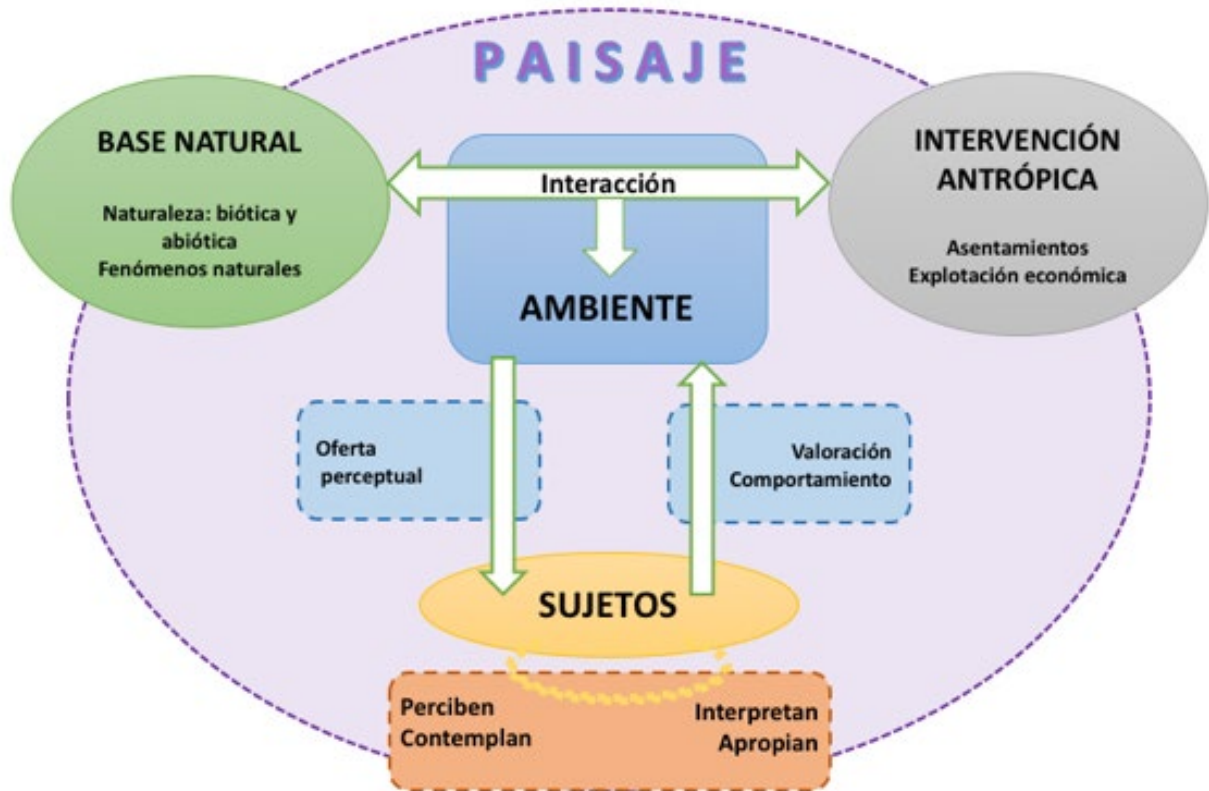 PAISAJE
BASE NATURAL
Naturaleza: biótica y
abiótica
Fenómenos naturales
Interacción
AMBIENTE
INTERVENCIÓN
ANTRÓPICA
Asentamientos
Explotación económica
Oferta
perceptual
Valoración
Comportamiento
SUJETOS
Perciben
Contemplan
Interpretan
Apropian